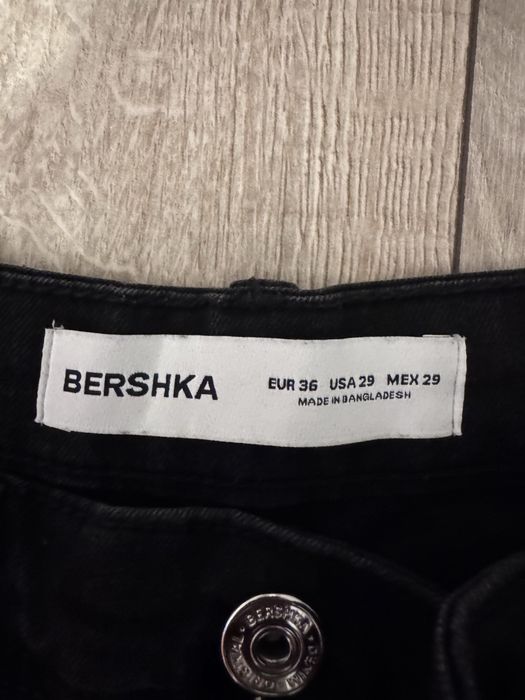 BERSHKA
EUR 36 USA 29 MEX 29
MADE IN BANGLADESH
BERSHKA